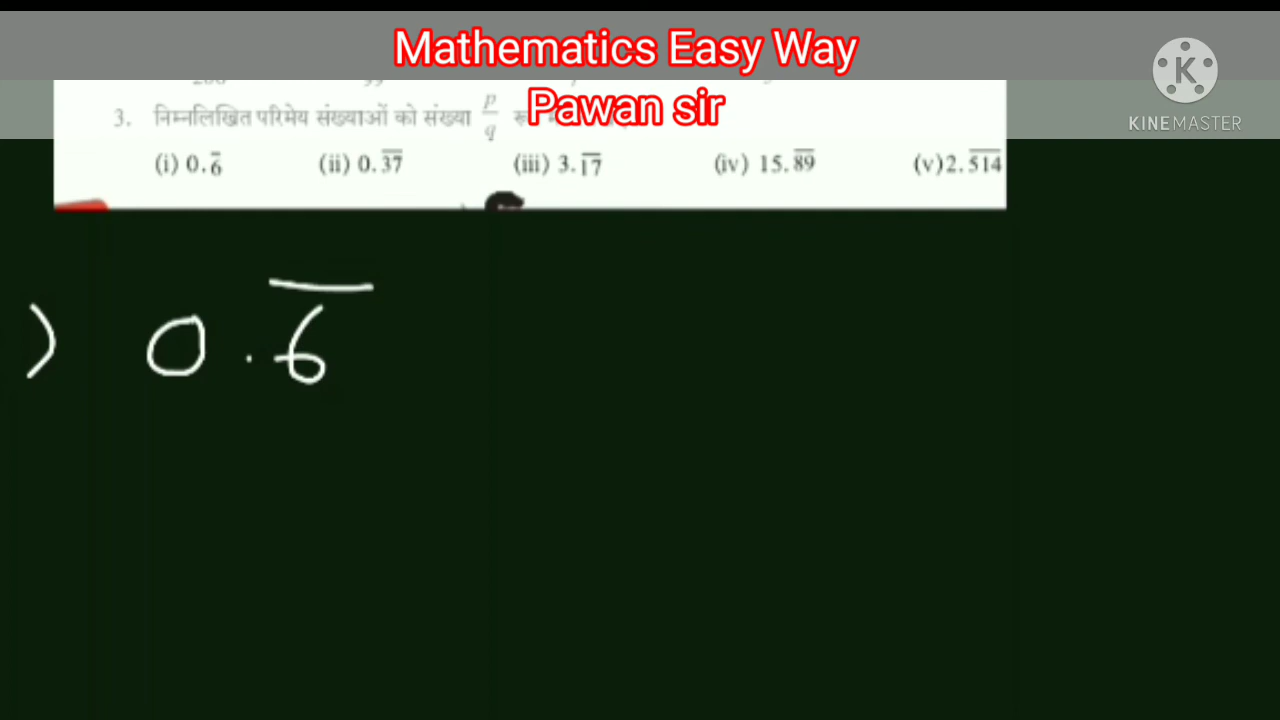 Mathematics Easy Way
K
KINEMASTER
3. निम्नलिखित परिमेय संख्याओं को संख्या p/q
Pawan sir
(i) 0.6̅ (ii) 0.3̅7̅ (iii) 3.1̅7̅ (iv) 15.8̅9̅ (v) 2.5̅1̅4̅
) 0.6̅